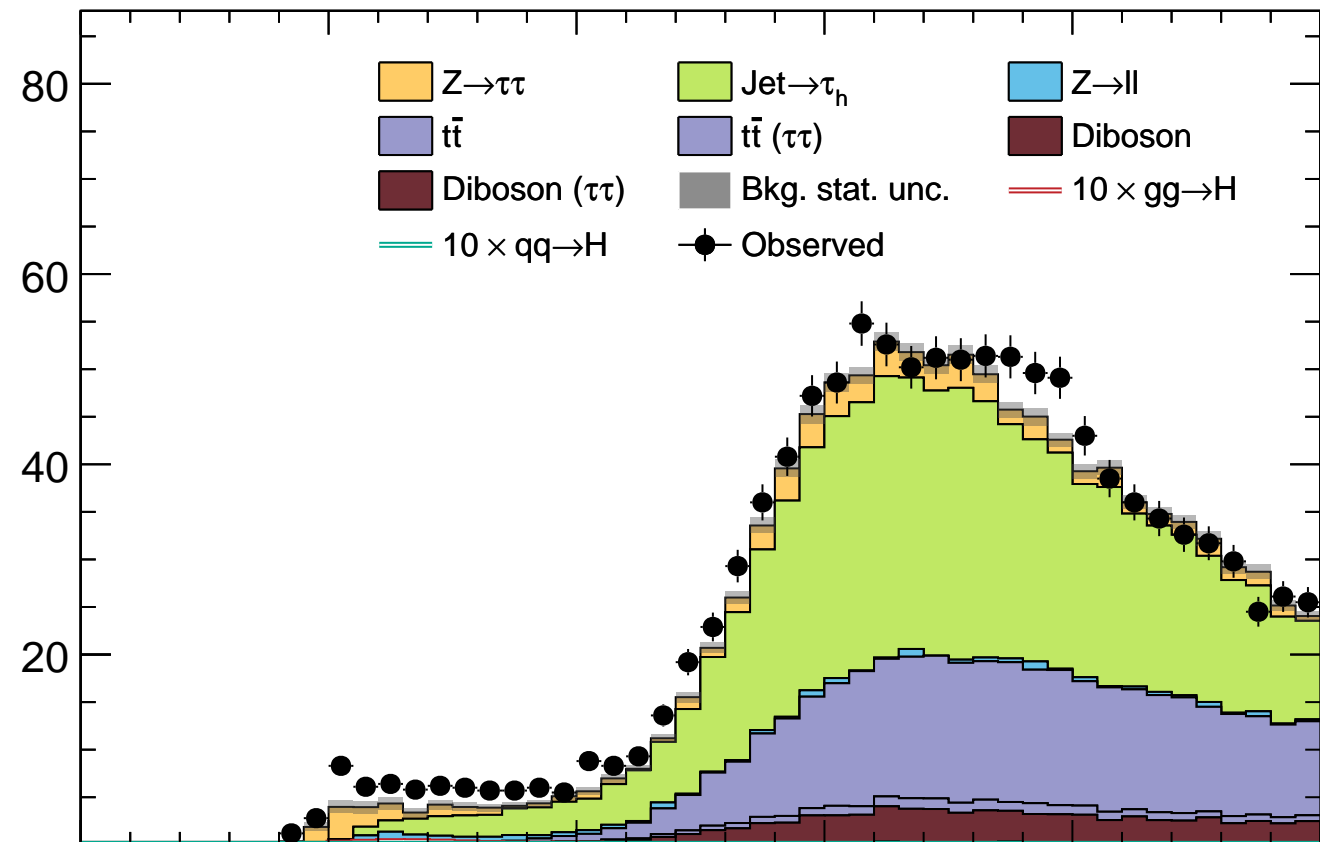 80
Z→ττ Jet→τh Z→ll
tt̄ tt̄ (ττ) Diboson
Diboson (ττ) Bkg. stat. unc. 10 × gg→H
10 × qq→H Observed
60
40
20